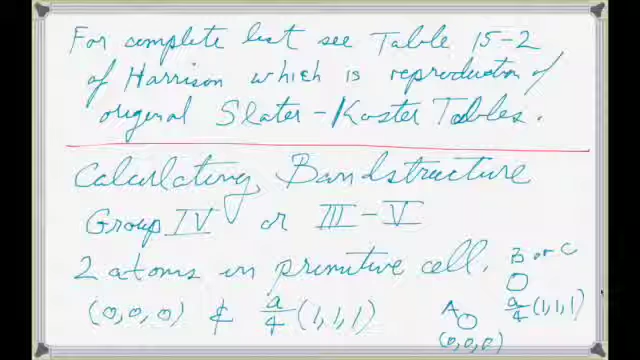 For complete list see Table 15-2
of Harrison which is reproduction of
original Slater-Koster Tables.
Calculating Bandstructure
Group IV or III-V
2 atoms in primitive cell.
(0,0,0) & a/4 (1,1,1)
B or C
A
a/4 (1,1,1)
(0,0,0)